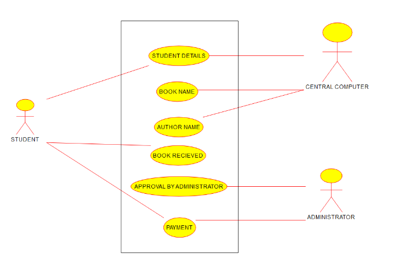 STUDENT DETAILS
BOOK NAME
CENTRAL COMPUTER
AUTHOR NAME
STUDENT
BOOK RECIEVED
APPROVAL BY ADMINISTRATOR
ADMINISTRATOR
PAYMENT